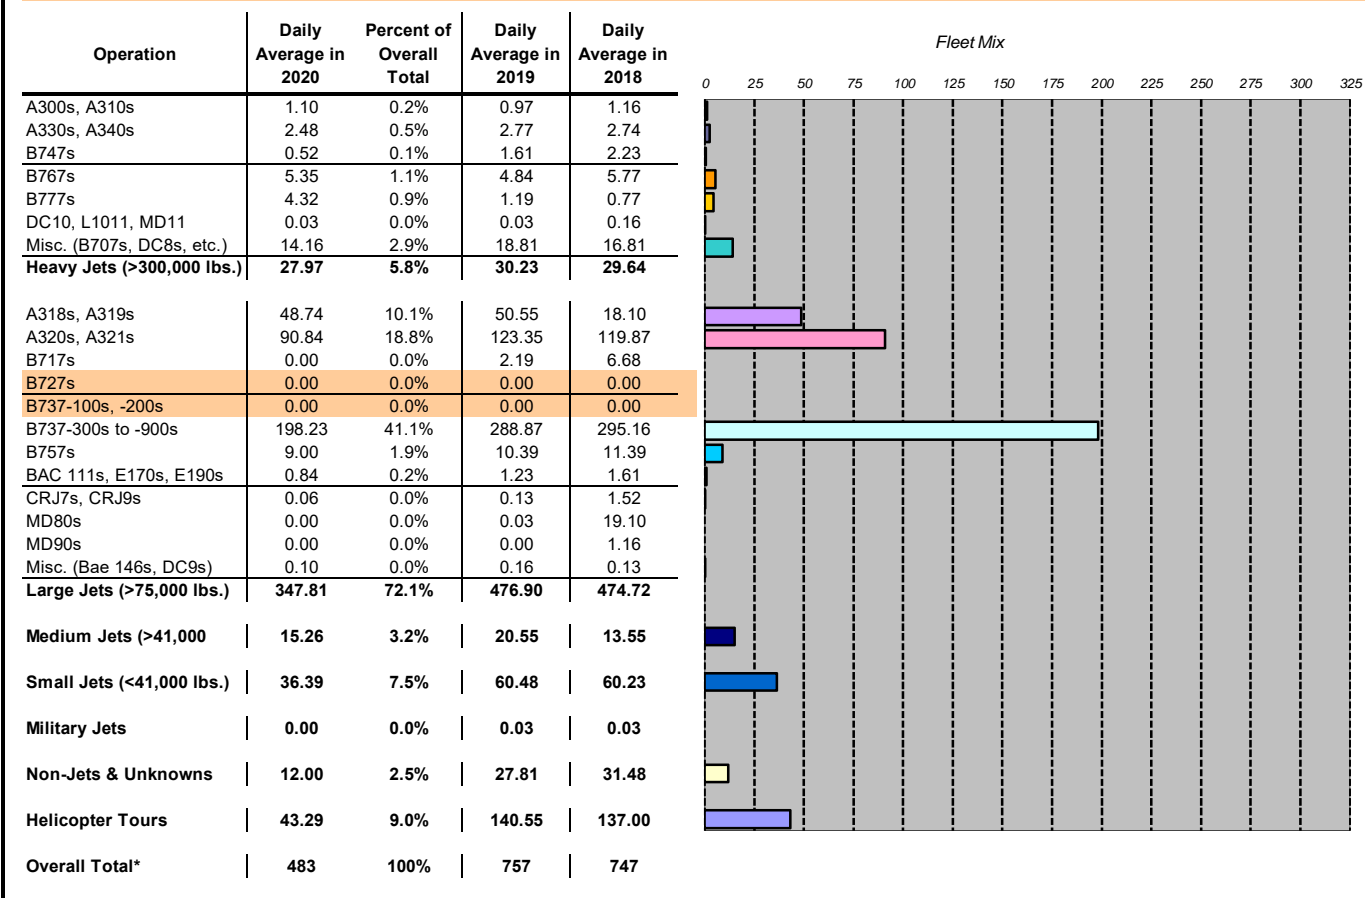 Operation Daily Average in 2020 Percent of Overall Total Daily Average in 2019 Daily Average in 2018
Fleet Mix
0 25 50 75 100 125 150 175 200 225 250 275 300 325
A300s, A310s 1.10 0.2% 0.97 1.16
A330s, A340s 2.48 0.5% 2.77 2.74
B747s 0.52 0.1% 1.61 2.23
B767s 5.35 1.1% 4.84 5.77
B777s 4.32 0.9% 1.19 0.77
DC10, L1011, MD11 0.03 0.0% 0.03 0.16
Misc. (B707s, DC8s, etc.) 14.16 2.9% 18.81 16.81
Heavy Jets (>300,000 lbs.) 27.97 5.8% 30.23 29.64
A318s, A319s 48.74 10.1% 50.55 18.10
A320s, A321s 90.84 18.8% 123.35 119.87
B717s 0.00 0.0% 2.19 6.68
B727s 0.00 0.0% 0.00 0.00
B737-100s, -200s 0.00 0.0% 0.00 0.00
B737-300s to -900s 198.23 41.1% 288.87 295.16
B757s 9.00 1.9% 10.39 11.39
BAC 111s, E170s, E190s 0.84 0.2% 1.23 1.61
CRJ7s, CRJ9s 0.06 0.0% 0.13 1.52
MD80s 0.00 0.0% 0.03 19.10
MD90s 0.00 0.0% 0.00 1.16
Misc. (Bae 146s, DC9s) 0.10 0.0% 0.16 0.13
Large Jets (>75,000 lbs.) 347.81 72.1% 476.90 474.72
Medium Jets (>41,000 15.26 3.2% 20.55 13.55
Small Jets (<41,000 lbs.) 36.39 7.5% 60.48 60.23
Military Jets 0.00 0.0% 0.03 0.03
Non-Jets & Unknowns 12.00 2.5% 27.81 31.48
Helicopter Tours 43.29 9.0% 140.55 137.00
Overall Total* 483 100% 757 747